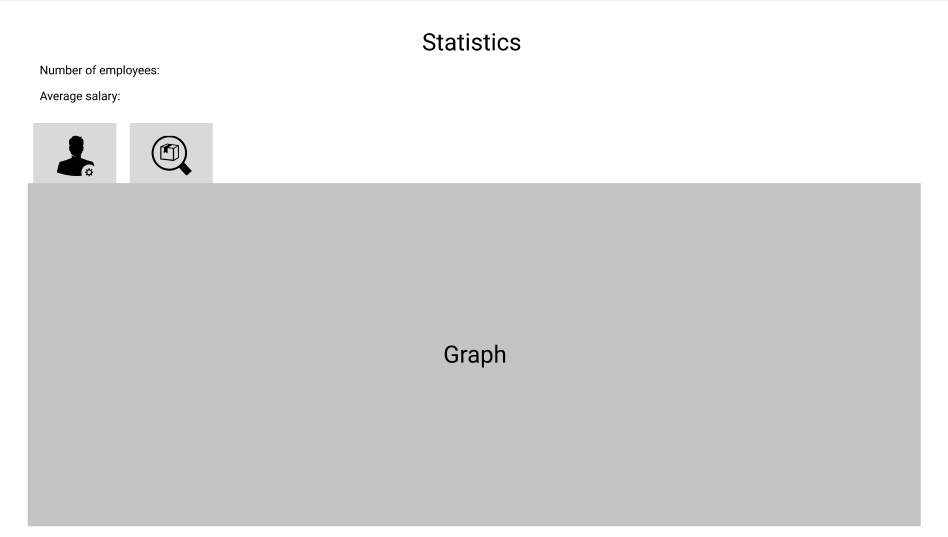 Statistics
Number of employees:
Average salary:
Graph